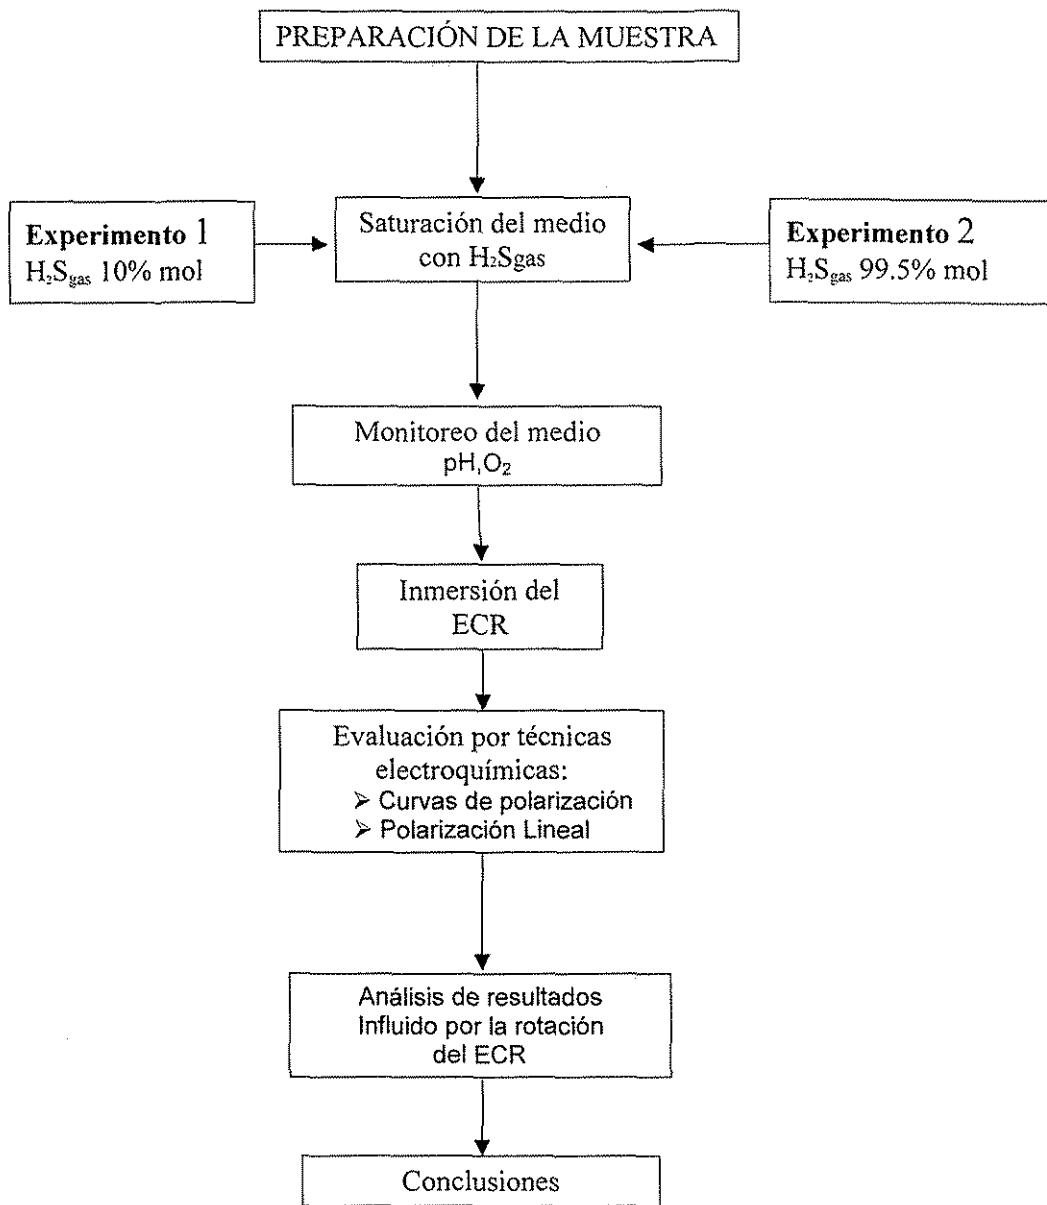 PREPARACIÓN DE LA MUESTRA
Experimento 1
H₂Sgas 10% mol
Saturación del medio
con H₂Sgas
Experimento 2
H₂Sgas 99.5% mol
Monitoreo del medio
pH,O₂
Inmersión del
ECR
Evaluación por técnicas
electroquímicas:
➢ Curvas de polarización
➢ Polarización Lineal
Análisis de resultados
Influido por la rotación
del ECR
Conclusiones